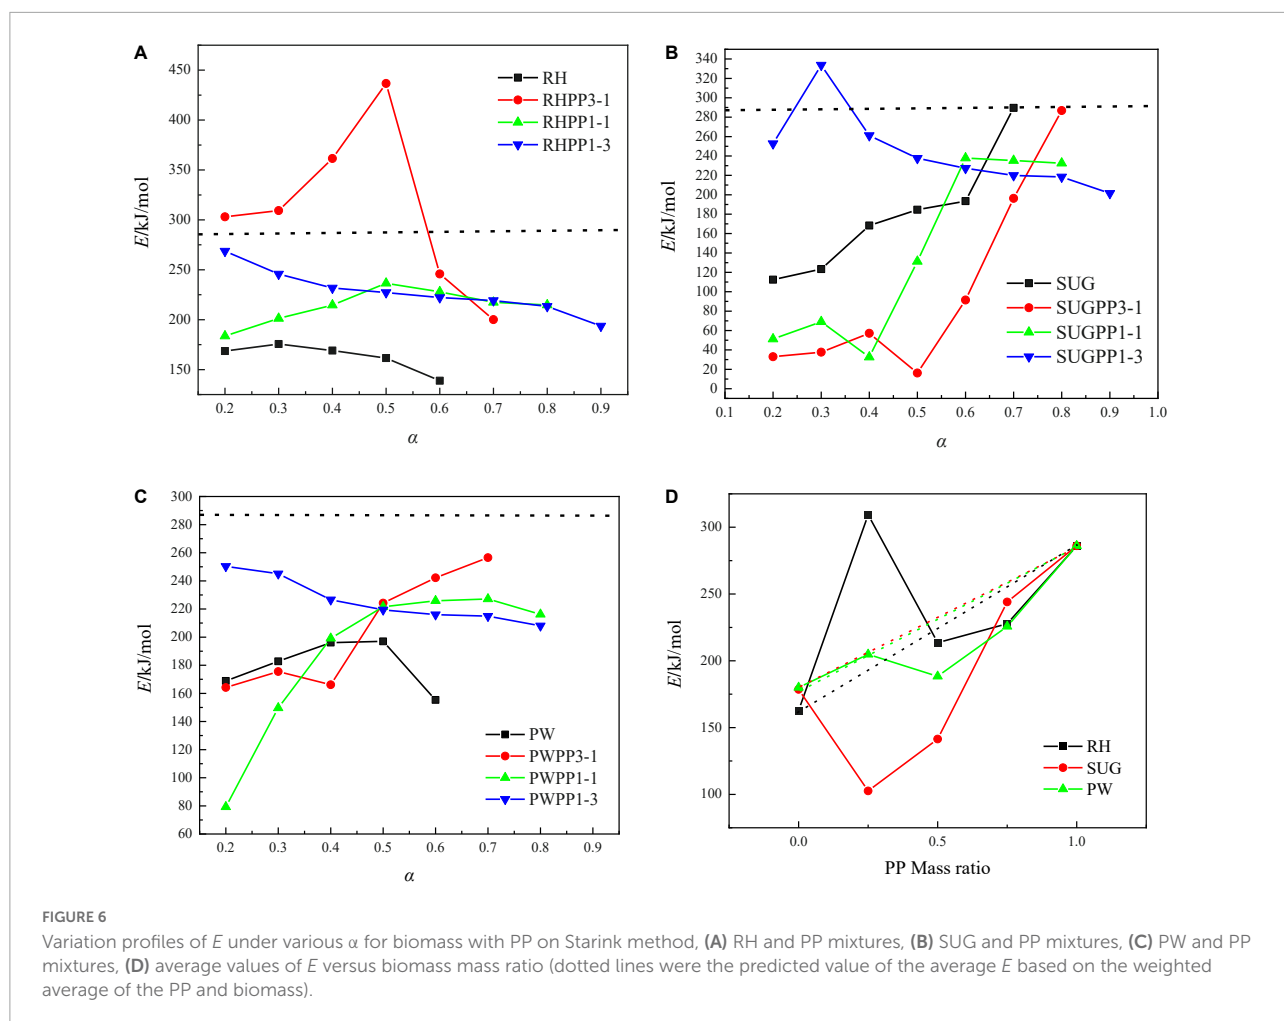 A
450
400
350
300
250
200
150
E/kJ/mol
RH
RHPP3-1
RHPP1-1
RHPP1-3
0.2 0.3 0.4 0.5 0.6 0.7 0.8 0.9
α
B
340
320
300
280
260
240
220
200
180
160
140
120
100
80
60
40
20
0
E/kJ/mol
SUG
SUGPP3-1
SUGPP1-1
SUGPP1-3
0.1 0.2 0.3 0.4 0.5 0.6 0.7 0.8 0.9 1.0
α
C
300
280
260
240
220
200
180
160
140
120
100
80
60
E/kJ/mol
PW
PWPP3-1
PWPP1-1
PWPP1-3
0.2 0.3 0.4 0.5 0.6 0.7 0.8 0.9
α
D
300
250
200
150
100
E/kJ/mol
RH
SUG
PW
0.0 0.5 1.0
PP Mass ratio
FIGURE 6
Variation profiles of E under various α for biomass with PP on Starink method, (A) RH and PP mixtures, (B) SUG and PP mixtures, (C) PW and PP
mixtures, (D) average values of E versus biomass mass ratio (dotted lines were the predicted value of the average E based on the weighted
average of the PP and biomass).